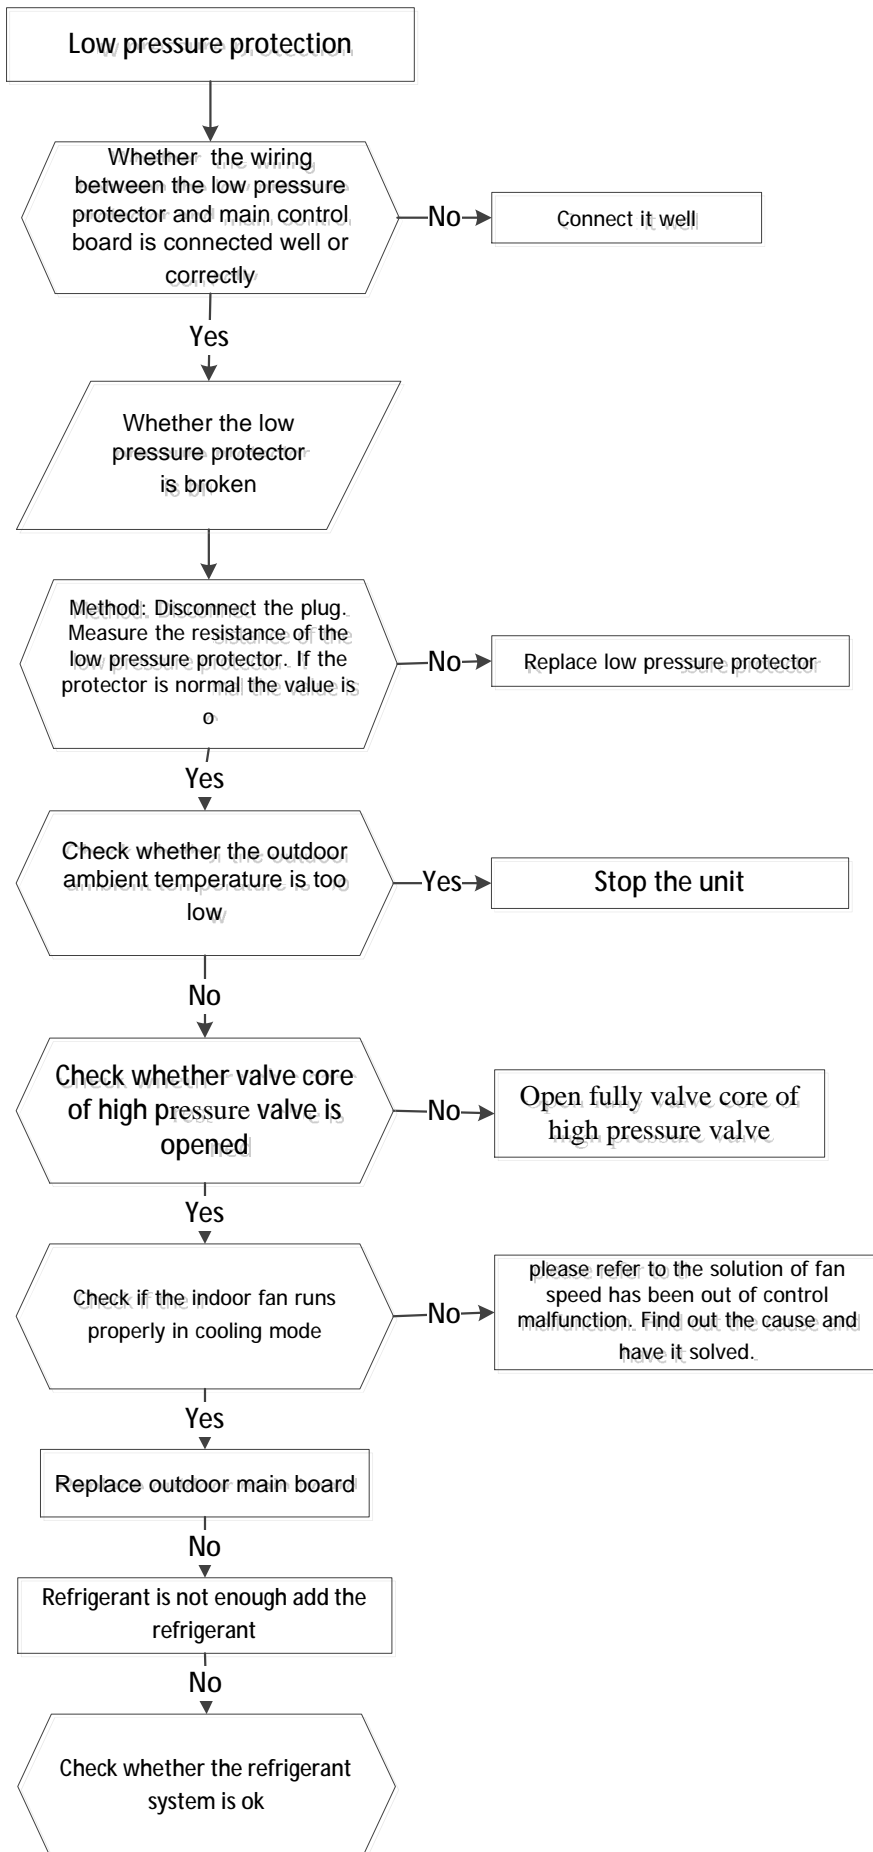 Low pressure protection
Whether the wiring
between the low pressure
protector and main control
board is connected well or
correctly
No
Connect it well
Yes
Whether the low
pressure protector
is broken
Method: Disconnect the plug.
Measure the resistance of the
low pressure protector. If the
protector is normal the value is
o
No
Replace low pressure protector
Yes
Check whether the outdoor
ambient temperature is too
low
Yes
Stop the unit
No
Check whether valve core
of high pressure valve is
opened
No
Open fully valve core of
high pressure valve
Yes
Check if the indoor fan runs
properly in cooling mode
No
please refer to the solution of fan
speed has been out of control
malfunction. Find out the cause and
have it solved.
Yes
Replace outdoor main board
No
Refrigerant is not enough add the
refrigerant
No
Check whether the refrigerant
system is ok